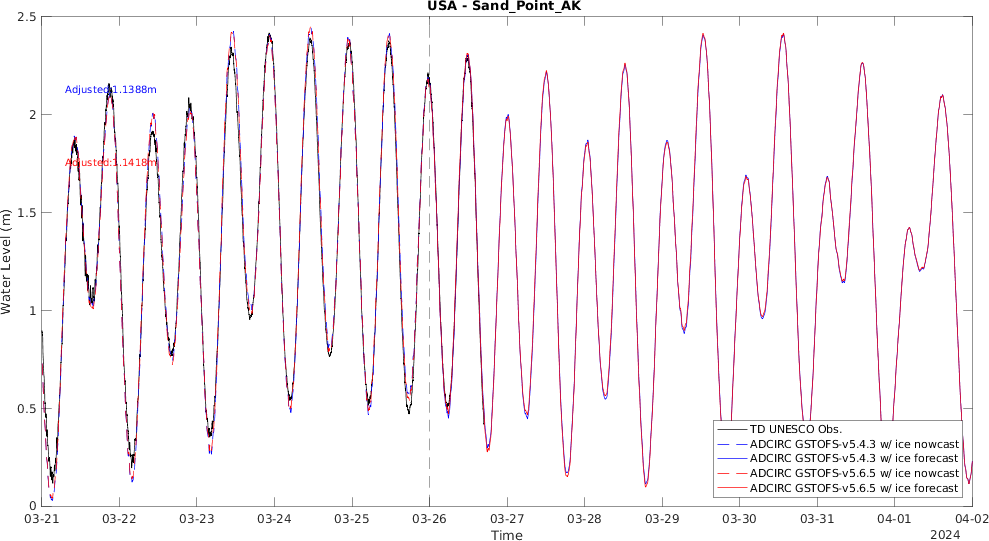 USA - Sand_Point_AK
2.5
2
1.5
1
0.5
0
Water Level (m)
Adjusted:1.1388m
Adjusted:1.1418m
TD UNESCO Obs.
ADCIRC GSTOFS-v5.4.3 w/ ice nowcast
ADCIRC GSTOFS-v5.4.3 w/ ice forecast
ADCIRC GSTOFS-v5.6.5 w/ ice nowcast
ADCIRC GSTOFS-v5.6.5 w/ ice forecast
03-21 03-22 03-23 03-24 03-25 03-26 03-27 03-28 03-29 03-30 03-31 04-01 04-02
Time
2024